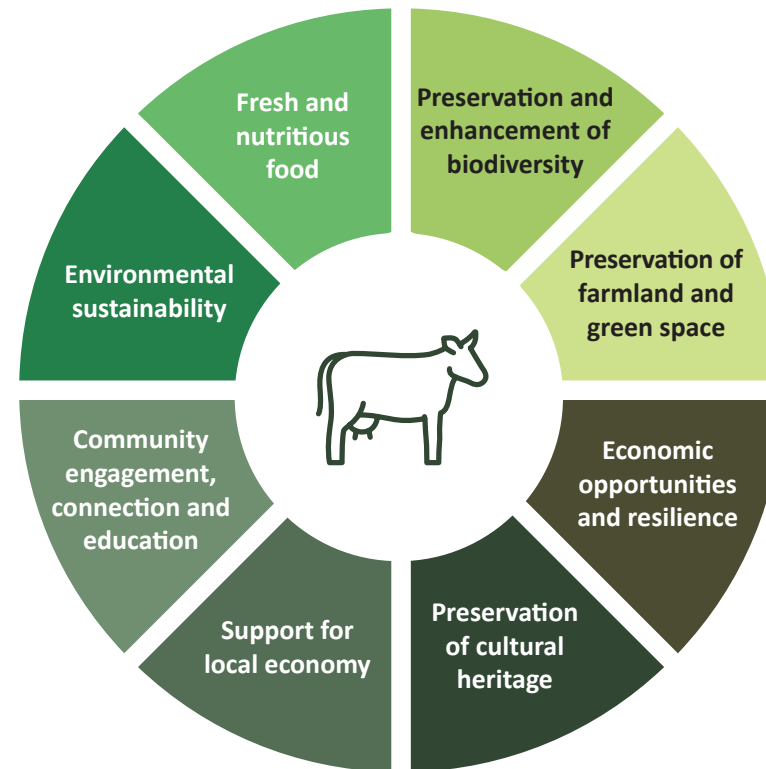 Fresh and
nutritious
food
Preservation and
enhancement of
biodiversity
Preservation of
farmland and
green space
Economic
opportunities
and resilience
Preservation
of cultural
heritage
Support for
local economy
Community
engagement,
connection and
education
Environmental
sustainability